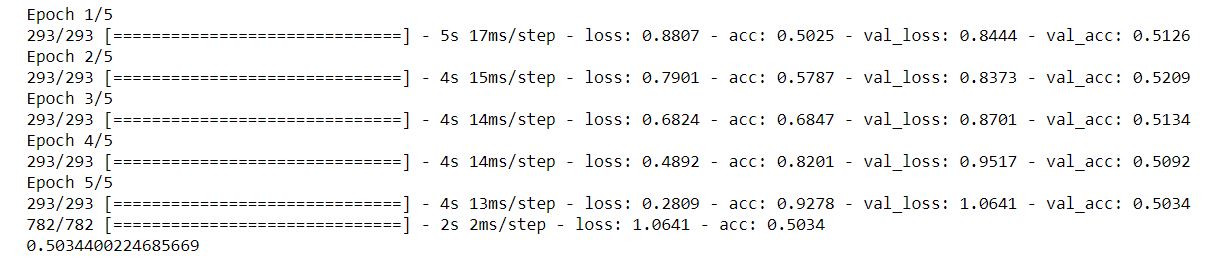 Epoch 1/5
293/293 [==============================] - 5s 17ms/step - loss: 0.8807 - acc: 0.5025 - val_loss: 0.8444 - val_acc: 0.5126
Epoch 2/5
293/293 [==============================] - 4s 15ms/step - loss: 0.7901 - acc: 0.5787 - val_loss: 0.8373 - val_acc: 0.5209
Epoch 3/5
293/293 [==============================] - 4s 14ms/step - loss: 0.6824 - acc: 0.6847 - val_loss: 0.8701 - val_acc: 0.5134
Epoch 4/5
293/293 [==============================] - 4s 14ms/step - loss: 0.4892 - acc: 0.8201 - val_loss: 0.9517 - val_acc: 0.5092
Epoch 5/5
293/293 [==============================] - 4s 13ms/step - loss: 0.2809 - acc: 0.9278 - val_loss: 1.0641 - val_acc: 0.5034
782/782 [==============================] - 2s 2ms/step - loss: 1.0641 - acc: 0.5034
0.5034400224685669